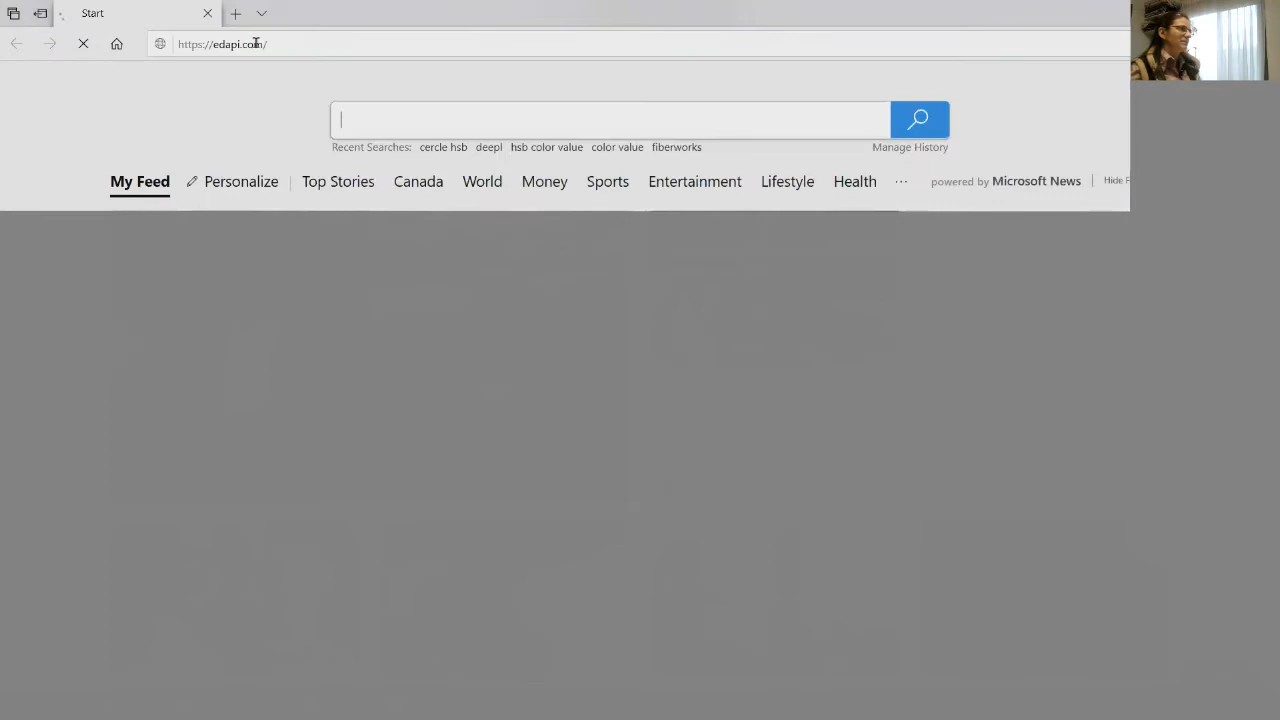 Start
https://edapi.com/
Recent Searches: cercle hsb deepl hsb color value color value fiberworks Manage History
My Feed Personalize Top Stories Canada World Money Sports Entertainment Lifestyle Health ... powered by Microsoft News Hide F